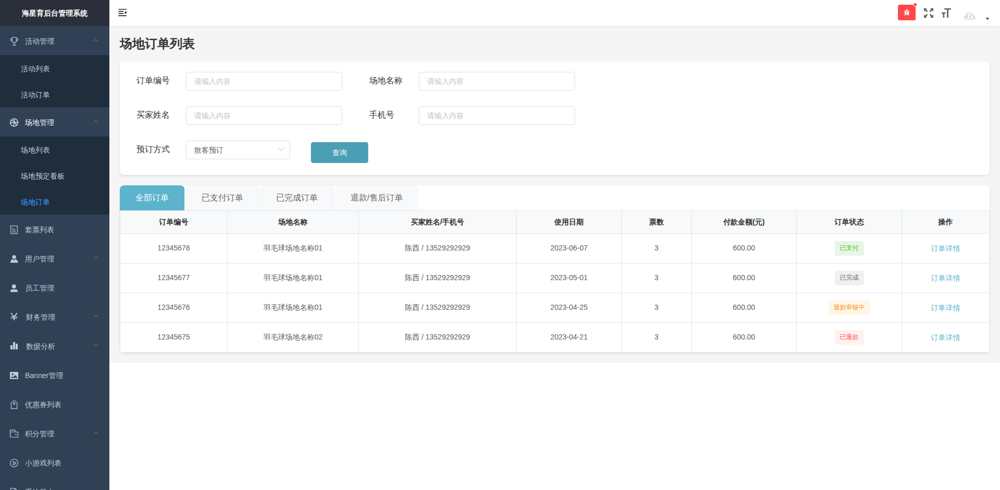 海星育后台管理系统
活动管理
活动列表
活动订单
场地管理
场地列表
场地预定看板
场地订单
套票列表
用户管理
员工管理
财务管理
数据分析
Banner管理
优惠券列表
积分管理
小游戏列表
场地订单列表
订单编号 请输入内容 场地名称 请输入内容
买家姓名 请输入内容 手机号 请输入内容
预订方式 散客预订 查询
全部订单 已支付订单 已完成订单 退款/售后订单
订单编号 场地名称 买家姓名/手机号 使用日期 票数 付款金额(元) 订单状态 操作
12345678 羽毛球场地名称01 陈西 / 13529292929 2023-06-07 3 600.00 已支付 订单详情
12345677 羽毛球场地名称01 陈西 / 13529292929 2023-05-01 3 600.00 已完成 订单详情
12345676 羽毛球场地名称01 陈西 / 13529292929 2023-04-25 3 600.00 退款审核中 订单详情
12345675 羽毛球场地名称02 陈西 / 13529292929 2023-04-21 3 600.00 已退款 订单详情